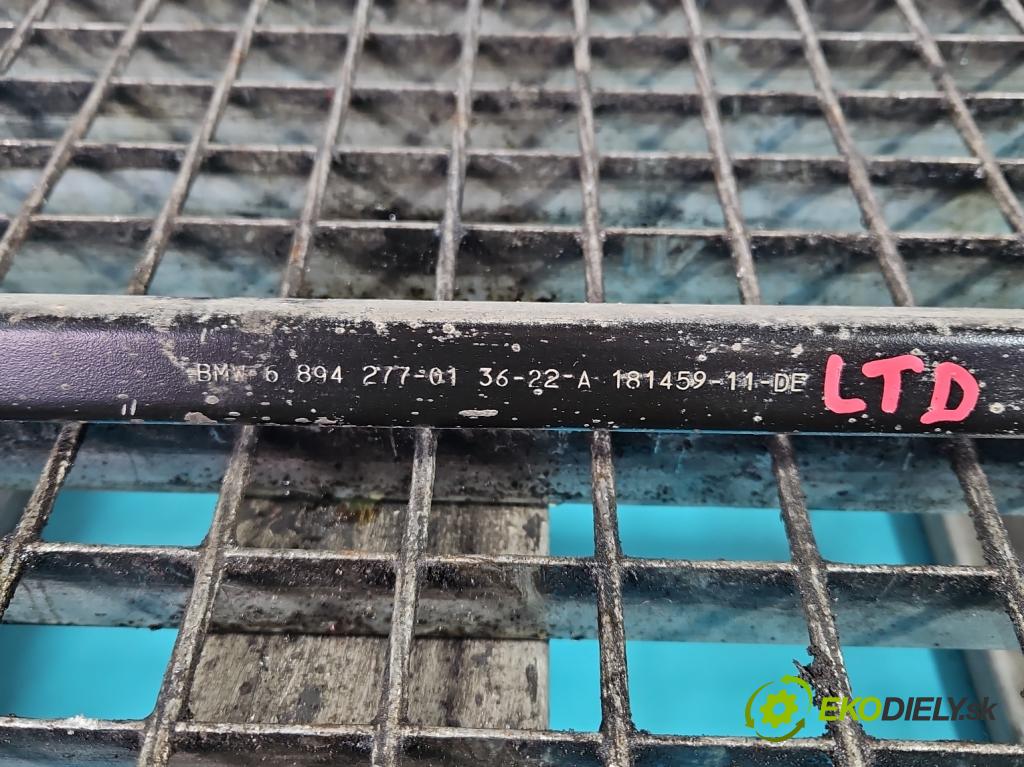 BMW 6 894 277-01 36-22-A 181459-11-DE LTD
EKODIELY.sk